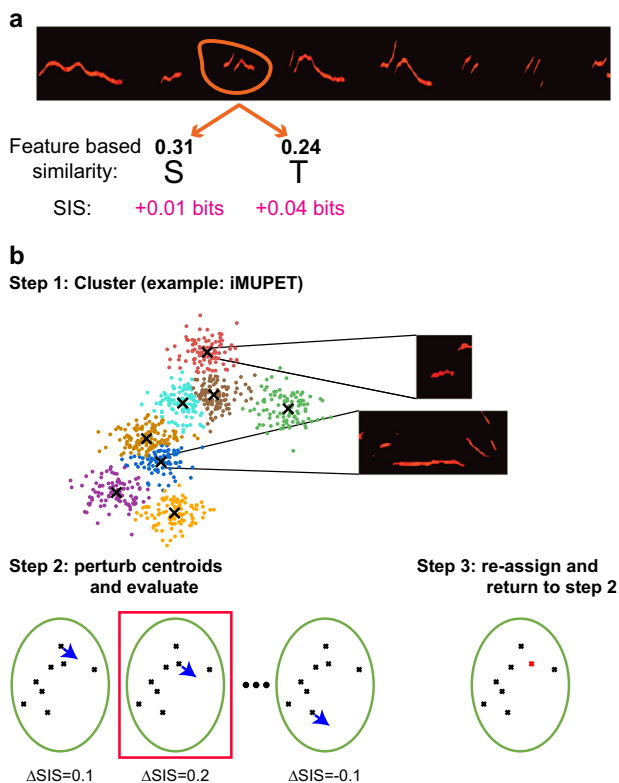 a
Feature based
similarity:
0.31
0.24
S
T
SIS:
+0.01 bits
+0.04 bits
b
Step 1: Cluster (example: iMUPET)
Step 2: perturb centroids
and evaluate
Step 3: re-assign and
return to step 2
ΔSIS=0.1
ΔSIS=0.2
ΔSIS=-0.1